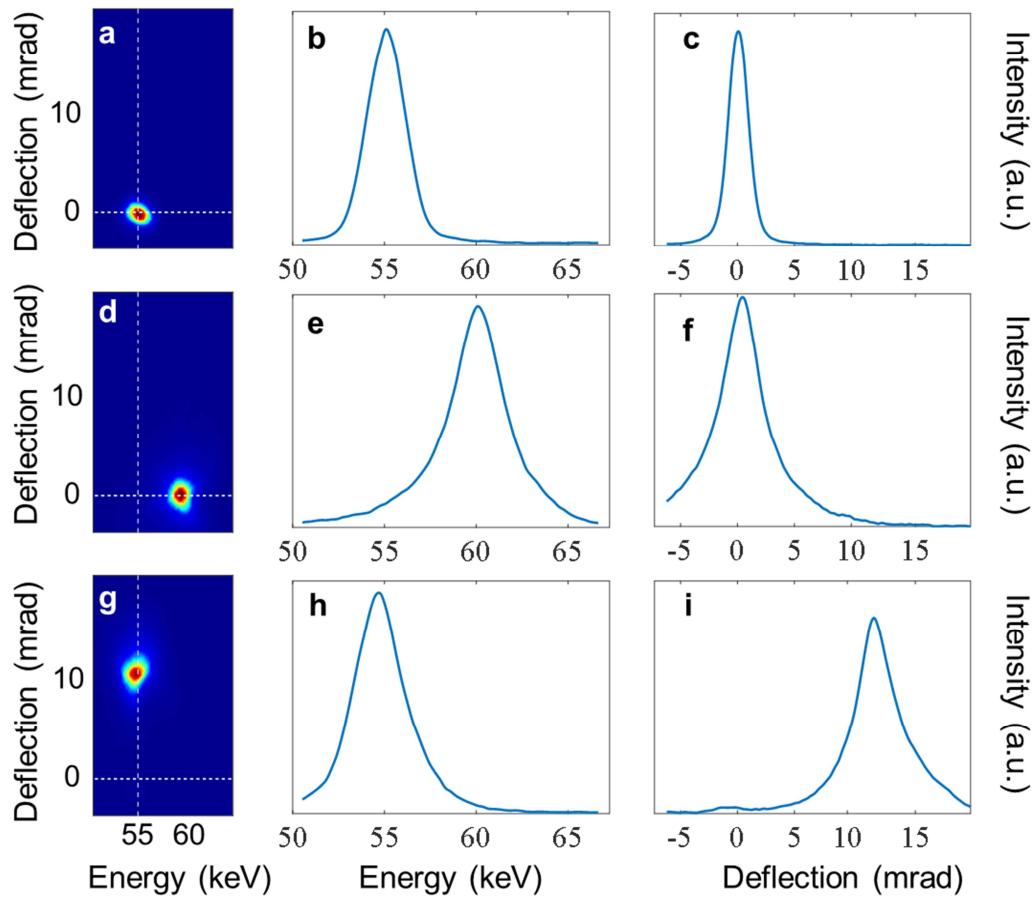 a
b
c
Deflection (mrad)
10
0
Intensity (a.u.)
50 55 60 65
-5 0 5 10 15
d
e
f
Deflection (mrad)
10
0
Intensity (a.u.)
50 55 60 65
-5 0 5 10 15
g
h
i
Deflection (mrad)
10
0
Intensity (a.u.)
55 60
50 55 60 65
-5 0 5 10 15
Energy (keV)
Energy (keV)
Deflection (mrad)